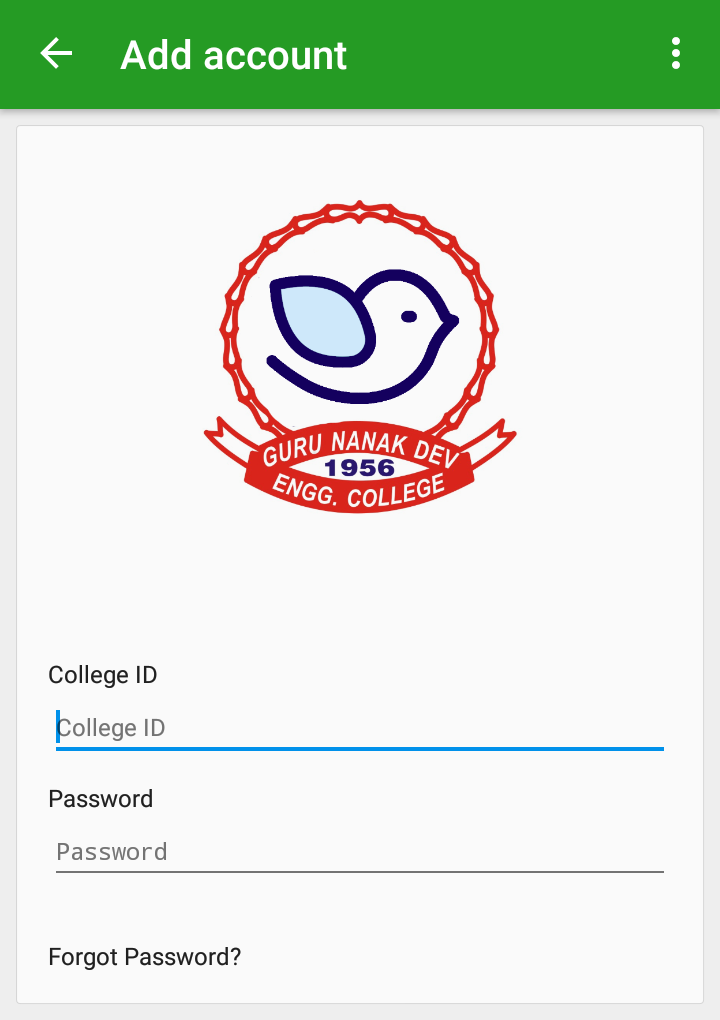 Add account
GURU NANAK DEV
1956
ENGG. COLLEGE
College ID
College ID
Password
Password
Forgot Password?